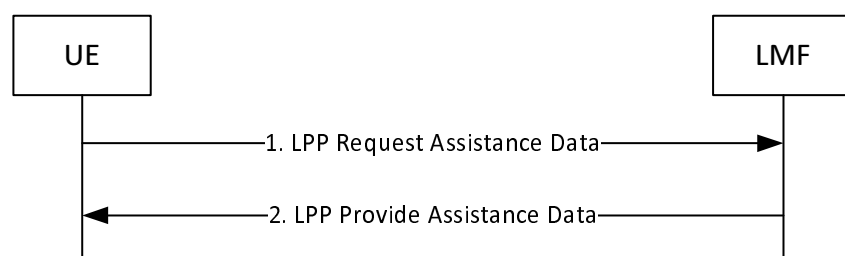 UE
LMF
1. LPP Request Assistance Data
2. LPP Provide Assistance Data